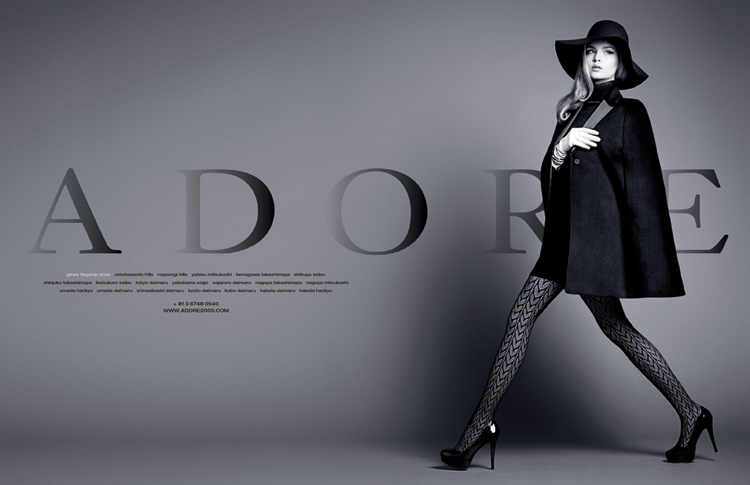 ADORE
ginza flagship shop omotesando hills roppongi hills yatsu mitsukoshi tamagawa takashimaya shibuya seibu
shinjuku takashimaya ikebukuro seibu tokyo daimaru yokohama sogo sapporo daimaru nagoya takashimaya nagoya mitsukoshi
umeda hankyu umeda daimaru shinsaibashi daimaru kyoto daimaru kobe daimaru hakata daimaru hakata hankyu
+ 81 3 6748 0540
WWW.ADORE2005.COM